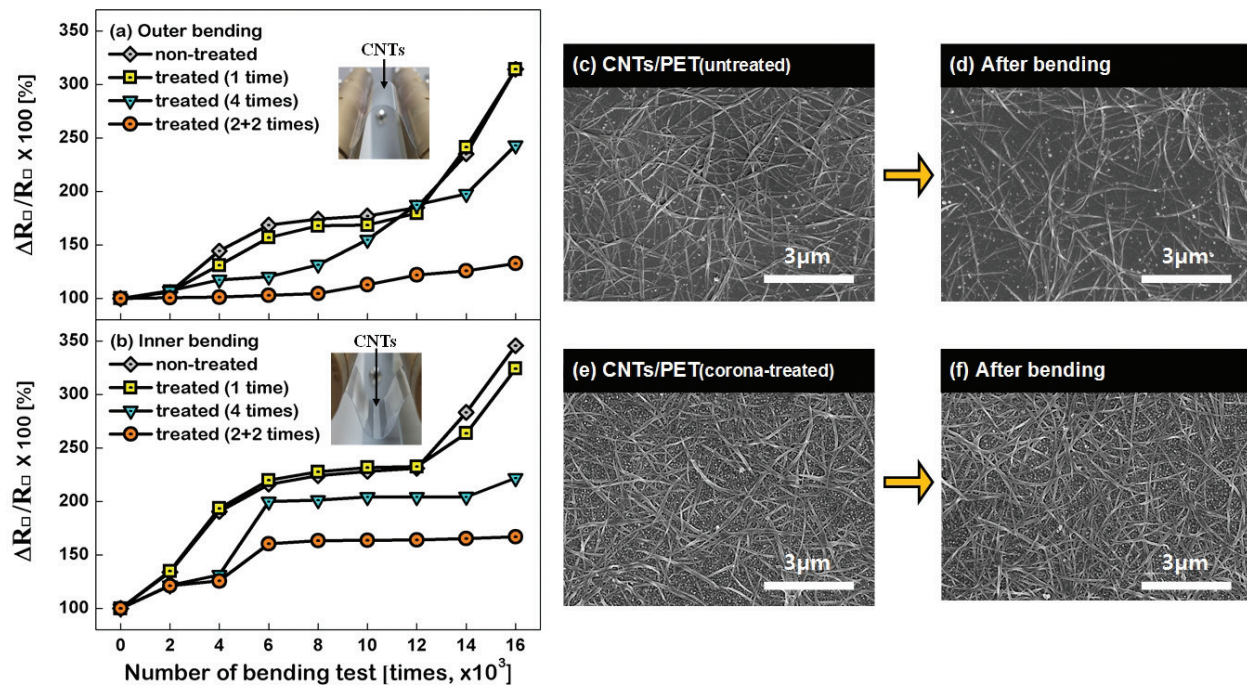 (a) Outer bending
non-treated
treated (1 time)
treated (4 times)
treated (2+2 times)
CNTs
350
300
250
200
150
100
ΔR□/R□ x 100 [%]
(b) Inner bending
non-treated
treated (1 time)
treated (4 times)
treated (2+2 times)
CNTs
350
300
250
200
150
100
ΔR□/R□ x 100 [%]
0 2 4 6 8 10 12 14 16
Number of bending test [times, x10³]
(c) CNTs/PET(untreated)
3μm
(d) After bending
3μm
(e) CNTs/PET(corona-treated)
3μm
(f) After bending
3μm